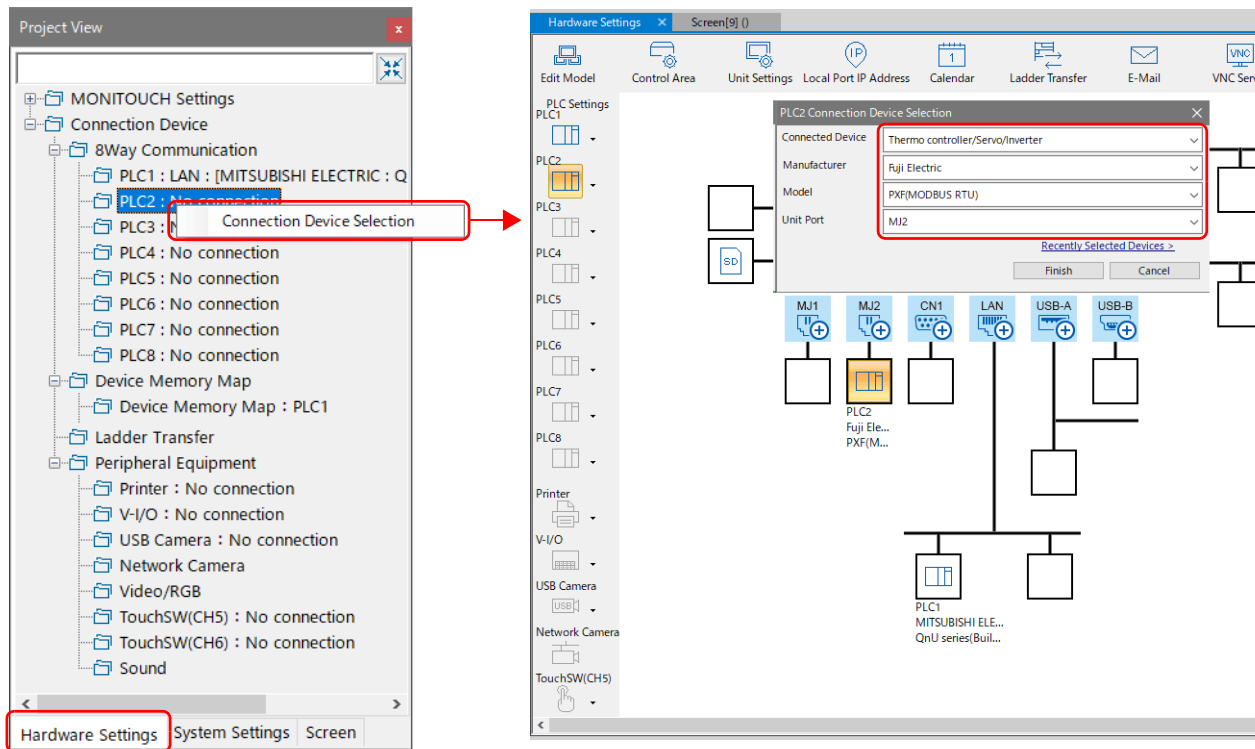 Project View
x
MONITOUCH Settings
Connection Device
8Way Communication
PLC1 : LAN : [MITSUBISHI ELECTRIC : Q
PLC2 : No connection
Connection Device Selection
PLC3 : N
PLC4 : No connection
PLC5 : No connection
PLC6 : No connection
PLC7 : No connection
PLC8 : No connection
Device Memory Map
Device Memory Map : PLC1
Ladder Transfer
Peripheral Equipment
Printer : No connection
V-I/O : No connection
USB Camera : No connection
Network Camera
Video/RGB
TouchSW(CH5) : No connection
TouchSW(CH6) : No connection
Sound
Hardware Settings System Settings Screen
Hardware Settings × Screen[9] ()
IP 1 VNC
Edit Model Control Area Unit Settings Local Port IP Address Calendar Ladder Transfer E-Mail VNC Serv
PLC Settings
PLC1
PLC2
PLC3
PLC4
PLC5
PLC6
PLC7
PLC8
Printer
V-I/O
USB Camera
USB
Network Camera
TouchSW(CH5)
PLC2 Connection Device Selection
Connected Device Thermo controller/Servo/Inverter
Manufacturer Fuji Electric
Model PXF(MODBUS RTU)
Unit Port MJ2
Recently Selected Devices >
Finish Cancel
SD
MJ1 MJ2 CN1 LAN USB-A USB-B
PLC2
Fuji Ele...
PXF(M...
PLC1
MITSUBISHI ELE...
QnU series(Buil...